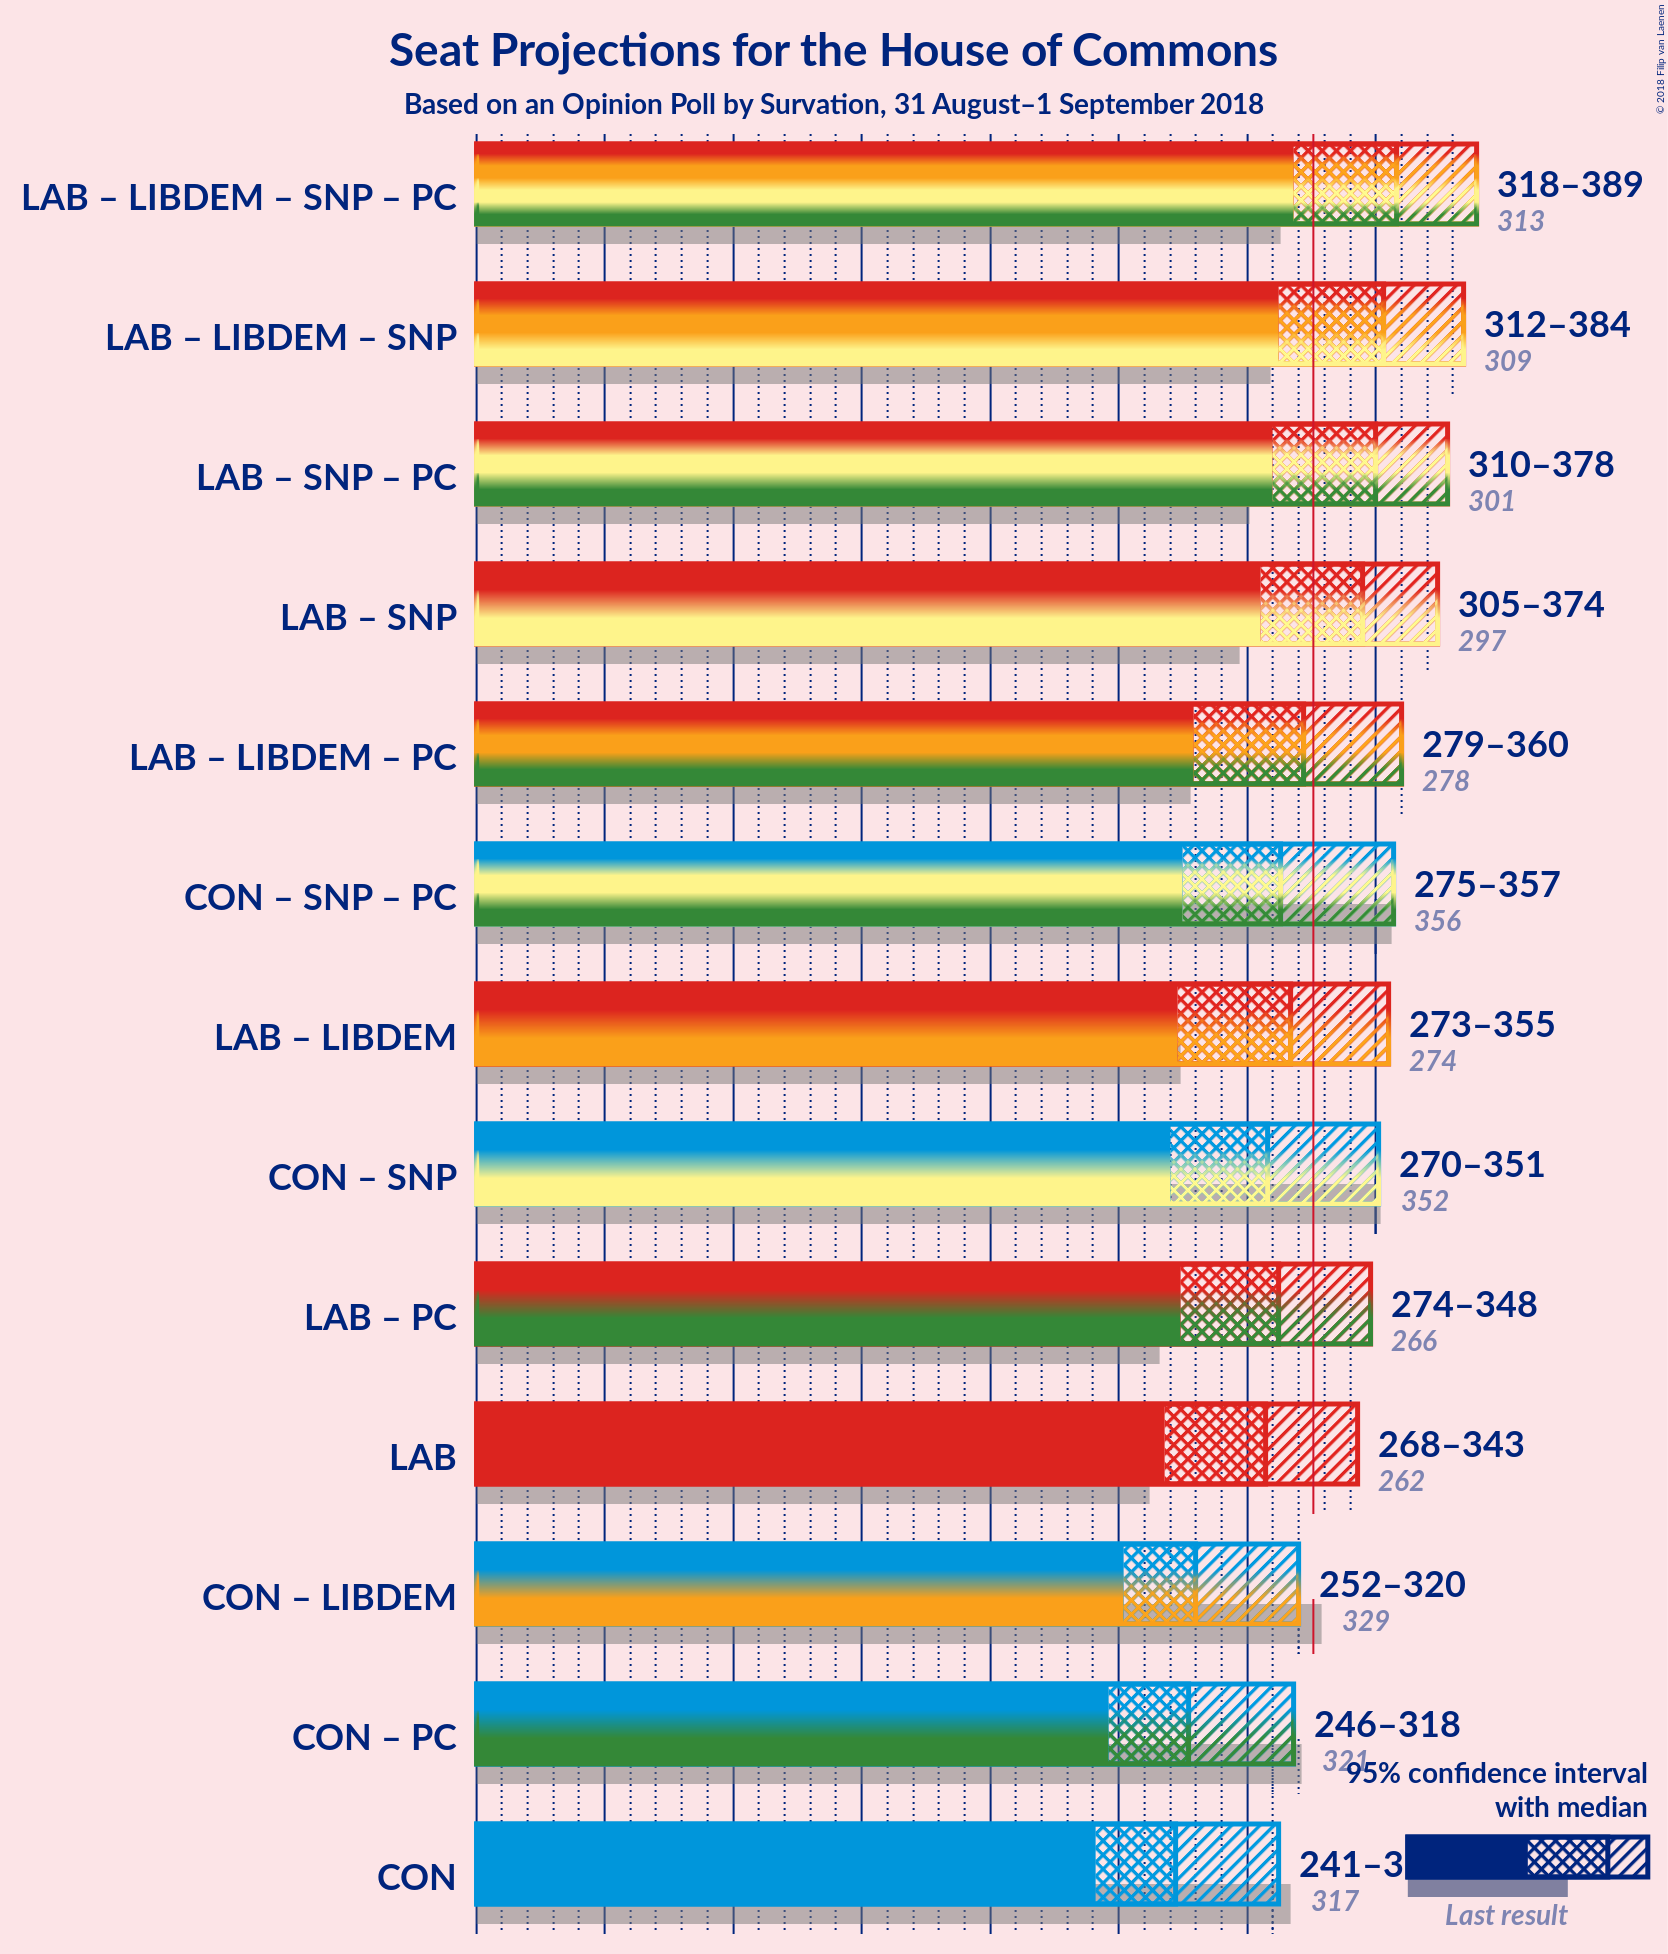 Seat Projections for the House of Commons
Based on an Opinion Poll by Survation, 31 August–1 September 2018
© 2018 Filip van Laenen
LAB – LIBDEM – SNP – PC
318–389
313
LAB – LIBDEM – SNP
312–384
309
LAB – SNP – PC
310–378
301
LAB – SNP
305–374
297
LAB – LIBDEM – PC
279–360
278
CON – SNP – PC
275–357
356
LAB – LIBDEM
273–355
274
CON – SNP
270–351
352
LAB – PC
274–348
266
LAB
268–343
262
CON – LIBDEM
252–320
329
CON – PC
246–318
321
95% confidence interval
with median
CON
241–3
317
Last result